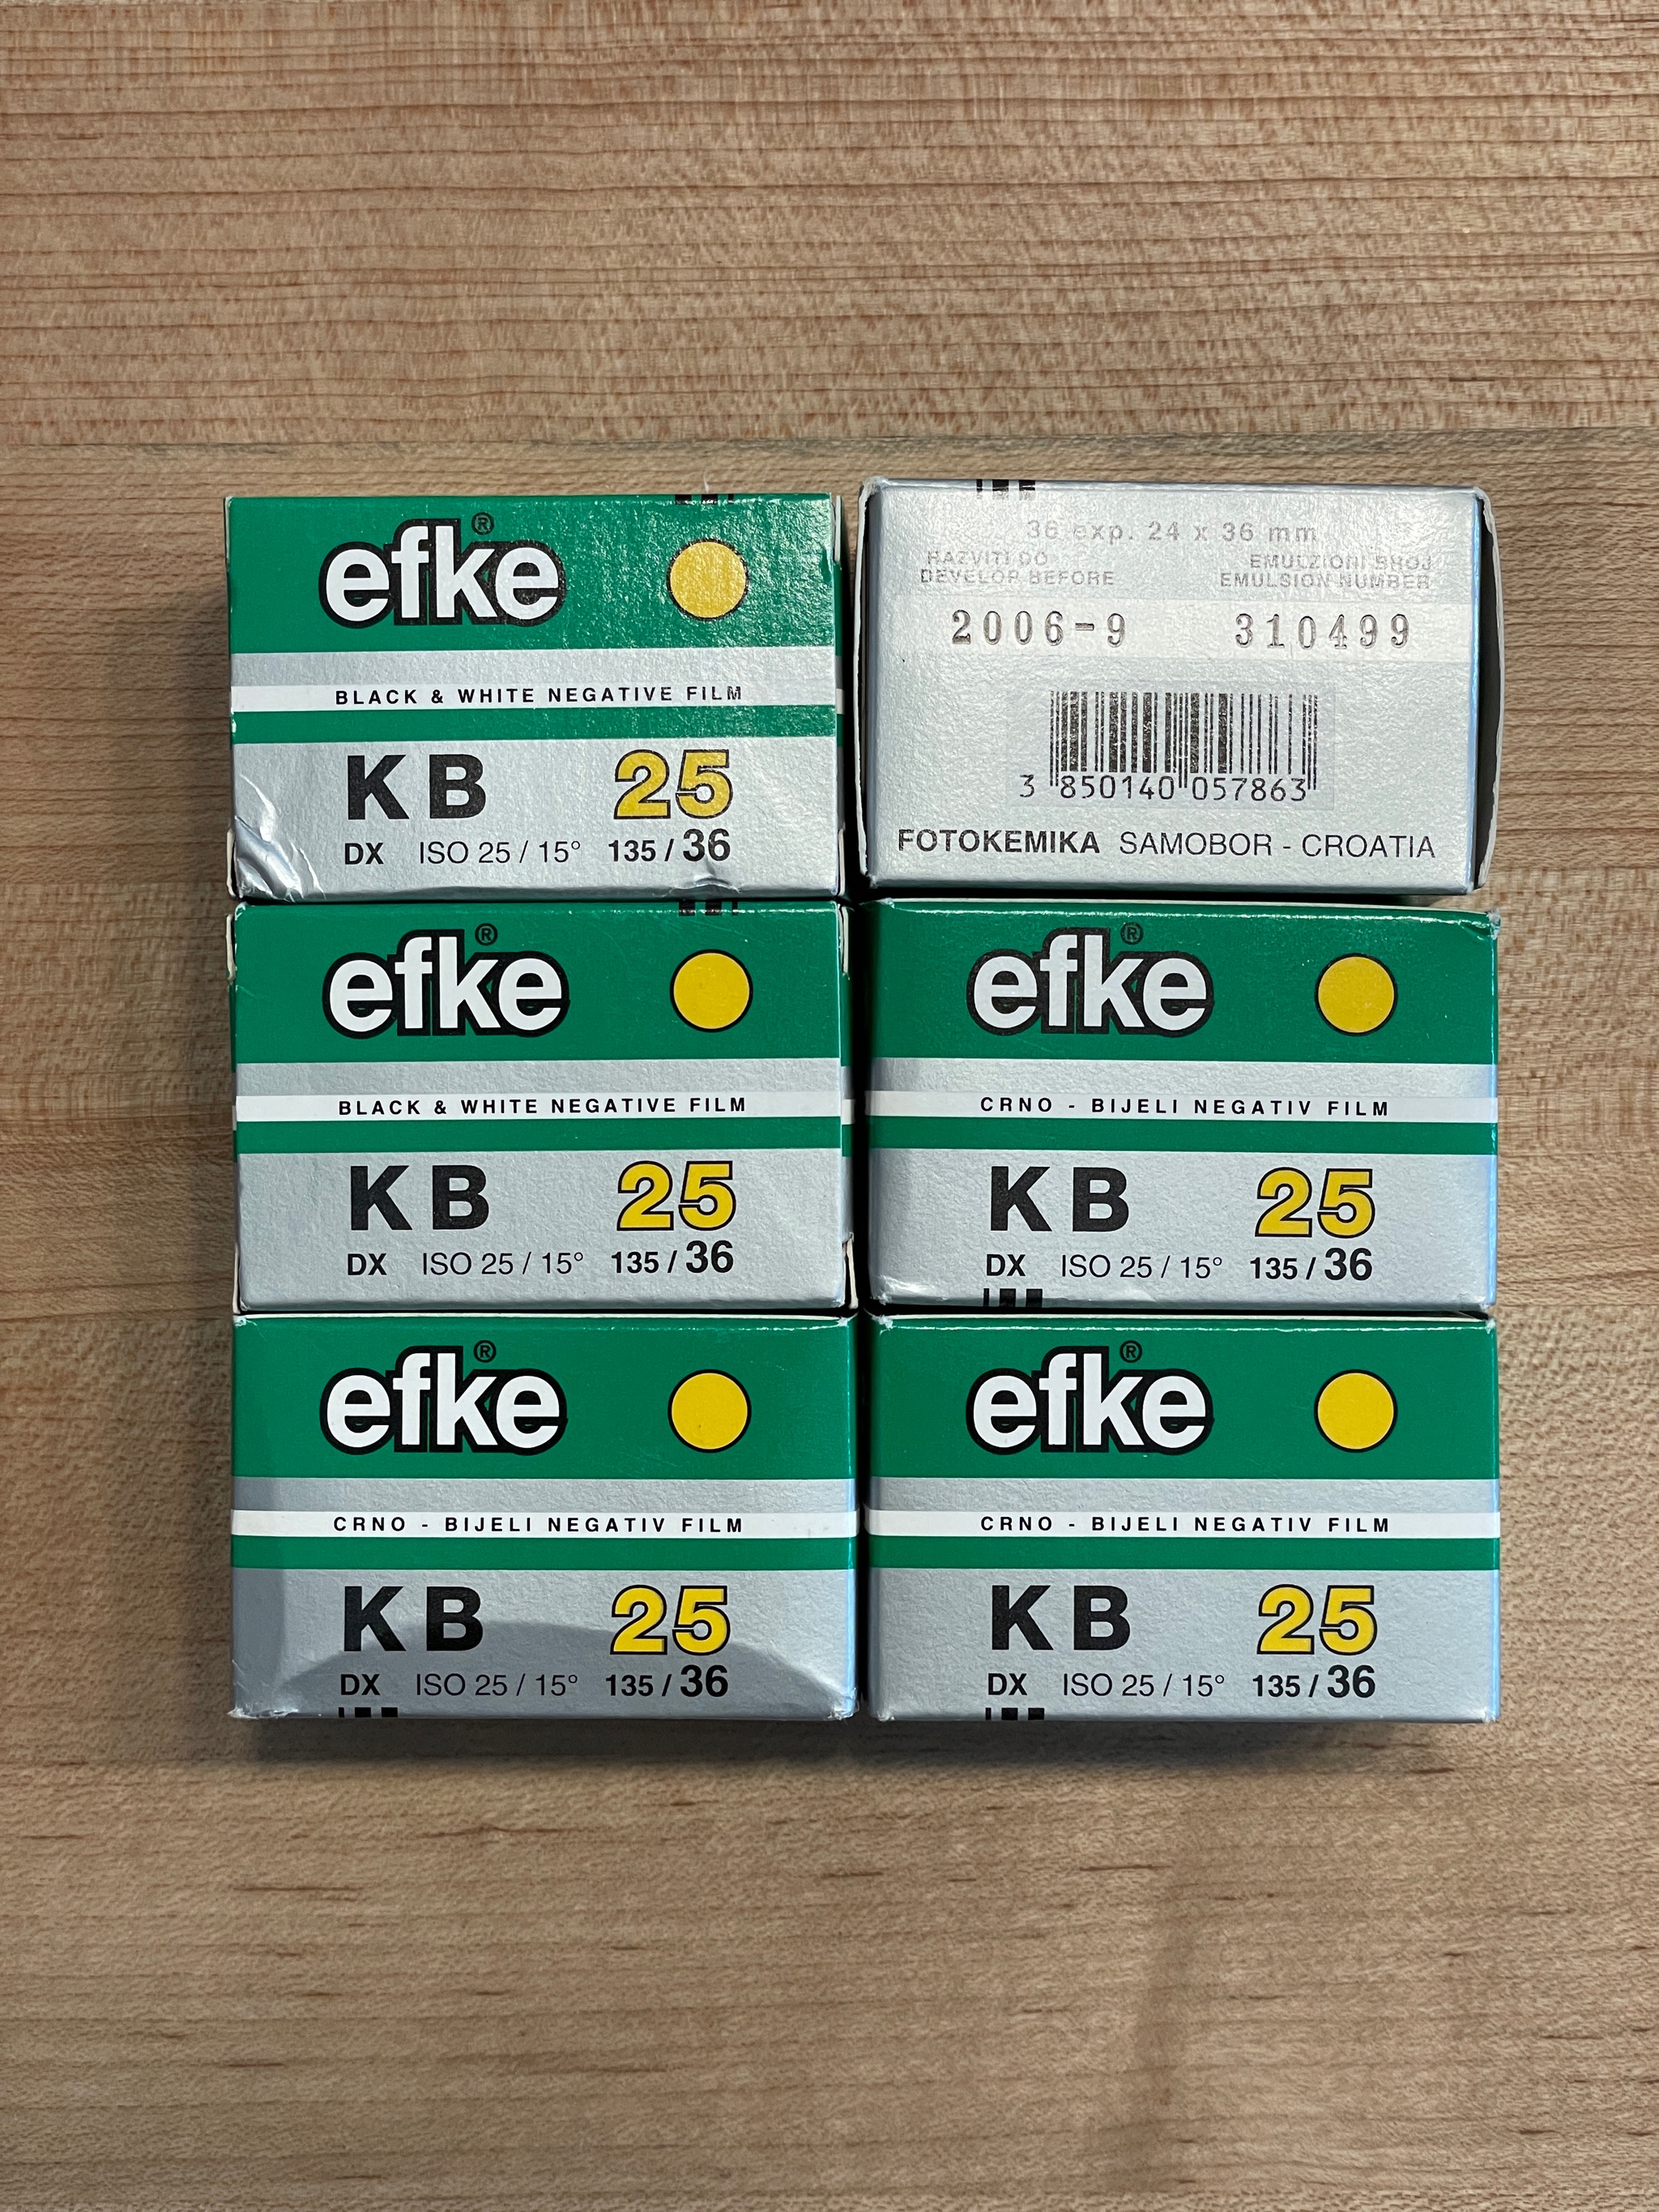 efke®
BLACK & WHITE NEGATIVE FILM
KB 25
DX ISO 25 / 15° 135 / 36
36 exp. 24 x 36 mm
RAZVITI DO EMULZIONI BROJ
DEVELOP BEFORE EMULSION NUMBER
2006-9 310499
3 850140 057863
FOTOKEMIKA SAMOBOR - CROATIA
efke®
BLACK & WHITE NEGATIVE FILM
KB 25
DX ISO 25 / 15° 135 / 36
efke®
CRNO - BIJELI NEGATIV FILM
KB 25
DX ISO 25 / 15° 135 / 36
efke®
CRNO - BIJELI NEGATIV FILM
KB 25
DX ISO 25 / 15° 135 / 36
efke®
CRNO - BIJELI NEGATIV FILM
KB 25
DX ISO 25 / 15° 135 / 36